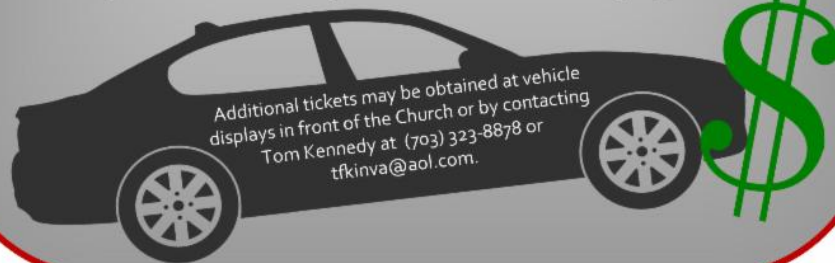 Additional tickets may be obtained at vehicle
displays in front of the Church or by contacting
Tom Kennedy at (703) 323-8878 or
tfkinva@aol.com.
$